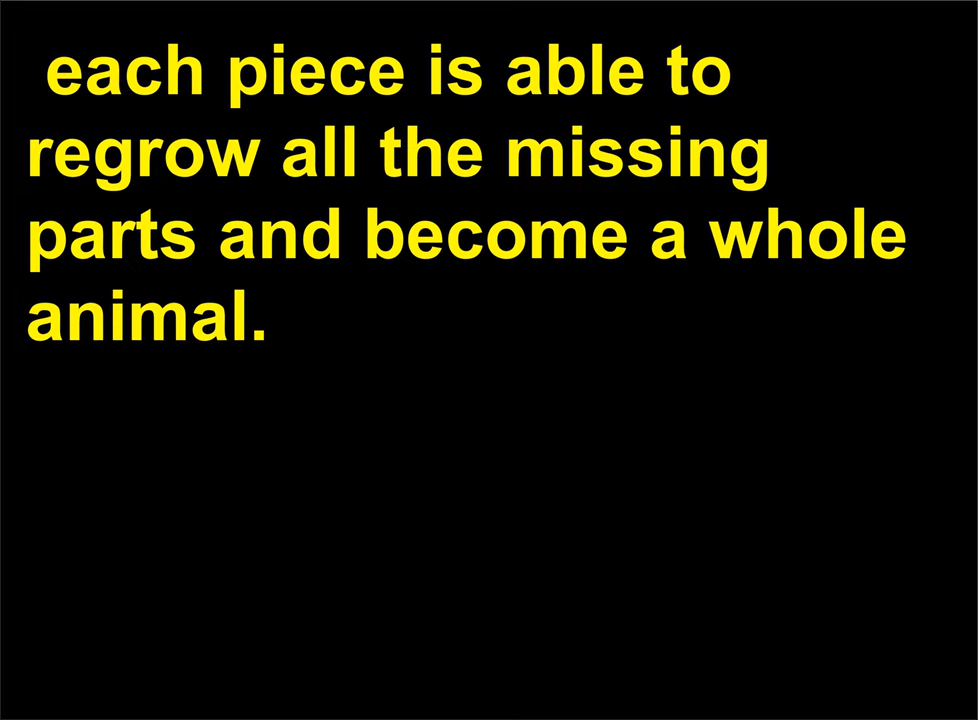 each piece is able to
regrow all the missing
parts and become a whole
animal.